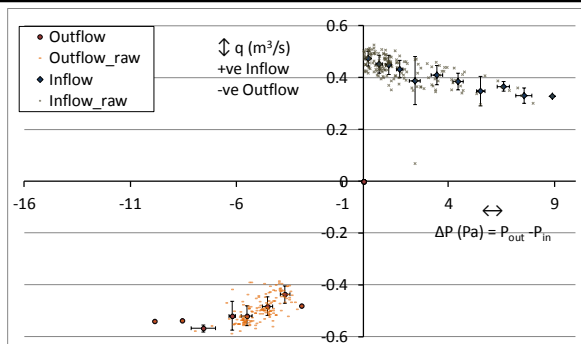 Outflow
Outflow_raw
Inflow
Inflow_raw
↕ q (m³/s)
+ve Inflow
-ve Outflow
0.6
0.4
0.2
0
-0.2
-0.4
-0.6
-16
-11
-6
-1
4
9
↔
ΔP (Pa) = Pout -Pin